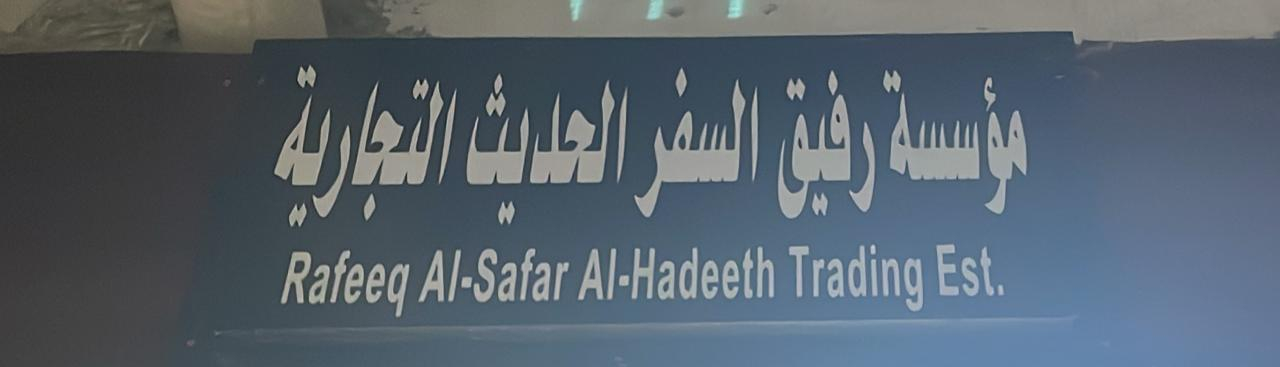 مؤسسة رفيق السفر الحديث التجارية
Rafeeq Al-Safar Al-Hadeeth Trading Est.